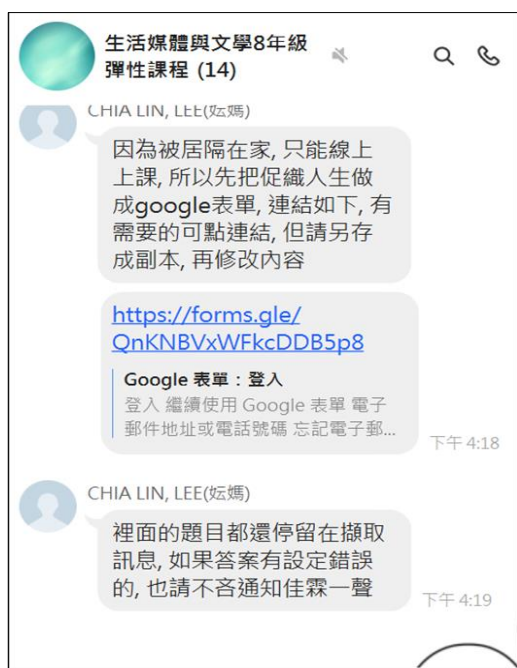 生活媒體與文學8年級
彈性課程 (14)
CHIA LIN, LEE(妘媽)
因為被居隔在家, 只能線上
上課, 所以先把促織人生做
成google表單, 連結如下, 有
需要的可點連結, 但請另存
成副本, 再修改內容
https://forms.gle/
QnKNBVxWFkcDDB5p8
Google 表單：登入
登入 繼續使用 Google 表單 電子
郵件地址或電話號碼 忘記電子郵...
下午 4:18
CHIA LIN, LEE(妘媽)
裡面的題目都還停留在擷取
訊息, 如果答案有設定錯誤
的, 也請不吝通知佳霖一聲
下午 4:19